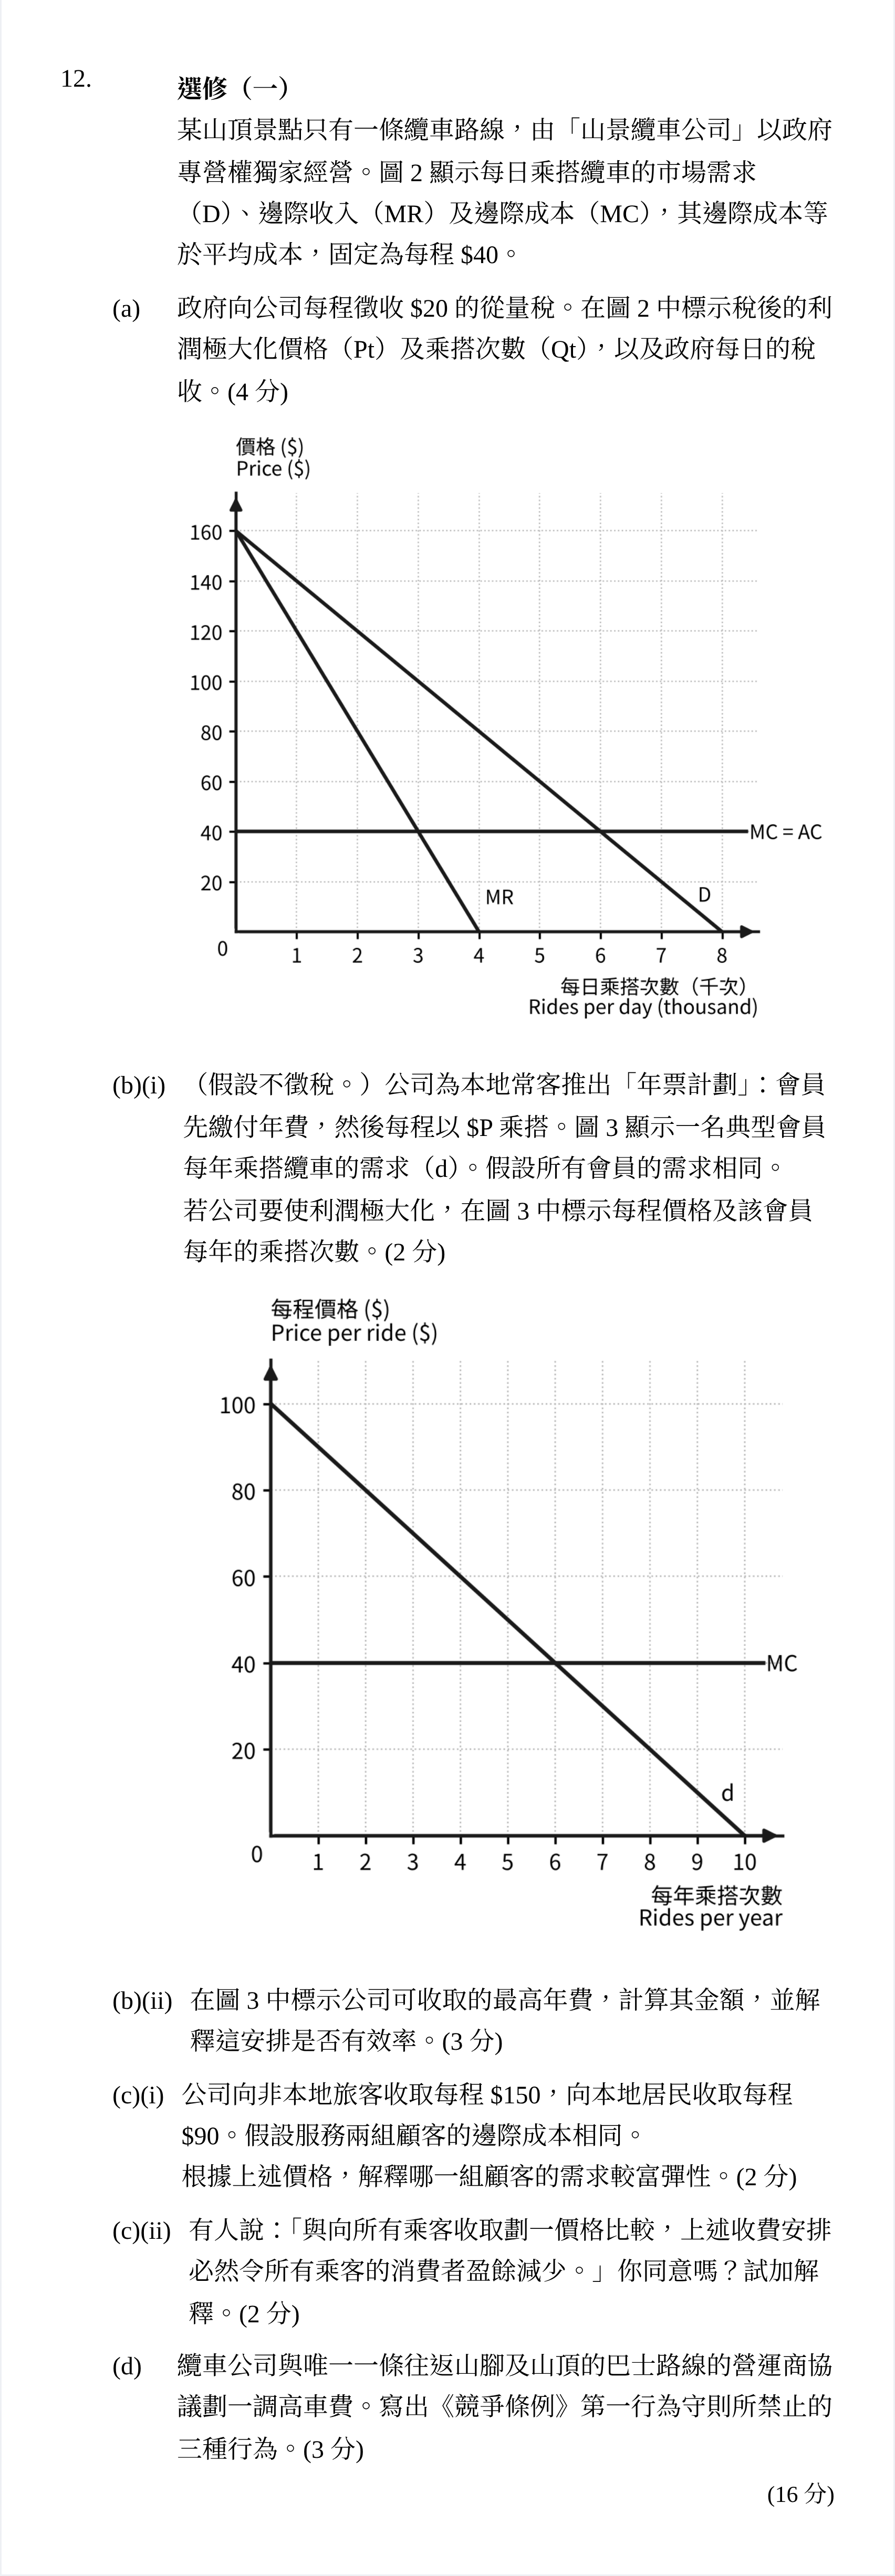 12.
選修（一）
某山頂景點只有一條纜車路線，由「山景纜車公司」以政府
專營權獨家經營。圖 2 顯示每日乘搭纜車的市場需求
（D）、邊際收入（MR）及邊際成本（MC），其邊際成本等
於平均成本，固定為每程 $40。
(a) 政府向公司每程徵收 $20 的從量稅。在圖 2 中標示稅後的利
潤極大化價格（Pt）及乘搭次數（Qt），以及政府每日的稅
收。(4 分)
價格 ($)
Price ($)
160
140
120
100
80
60
40
20
0
MC = AC
MR
D
1 2 3 4 5 6 7 8
每日乘搭次數（千次）
Rides per day (thousand)
(b)(i) （假設不徵稅。）公司為本地常客推出「年票計劃」：會員
先繳付年費，然後每程以 $P 乘搭。圖 3 顯示一名典型會員
每年乘搭纜車的需求（d）。假設所有會員的需求相同。
若公司要使利潤極大化，在圖 3 中標示每程價格及該會員
每年的乘搭次數。(2 分)
每程價格 ($)
Price per ride ($)
100
80
60
40
20
0
MC
d
1 2 3 4 5 6 7 8 9 10
每年乘搭次數
Rides per year
(b)(ii) 在圖 3 中標示公司可收取的最高年費，計算其金額，並解
釋這安排是否有效率。(3 分)
(c)(i) 公司向非本地旅客收取每程 $150，向本地居民收取每程
$90。假設服務兩組顧客的邊際成本相同。
根據上述價格，解釋哪一組顧客的需求較富彈性。(2 分)
(c)(ii) 有人說：「與向所有乘客收取劃一價格比較，上述收費安排
必然令所有乘客的消費者盈餘減少。」你同意嗎？試加解
釋。(2 分)
(d) 纜車公司與唯一一條往返山腳及山頂的巴士路線的營運商協
議劃一調高車費。寫出《競爭條例》第一行為守則所禁止的
三種行為。(3 分)
(16 分)